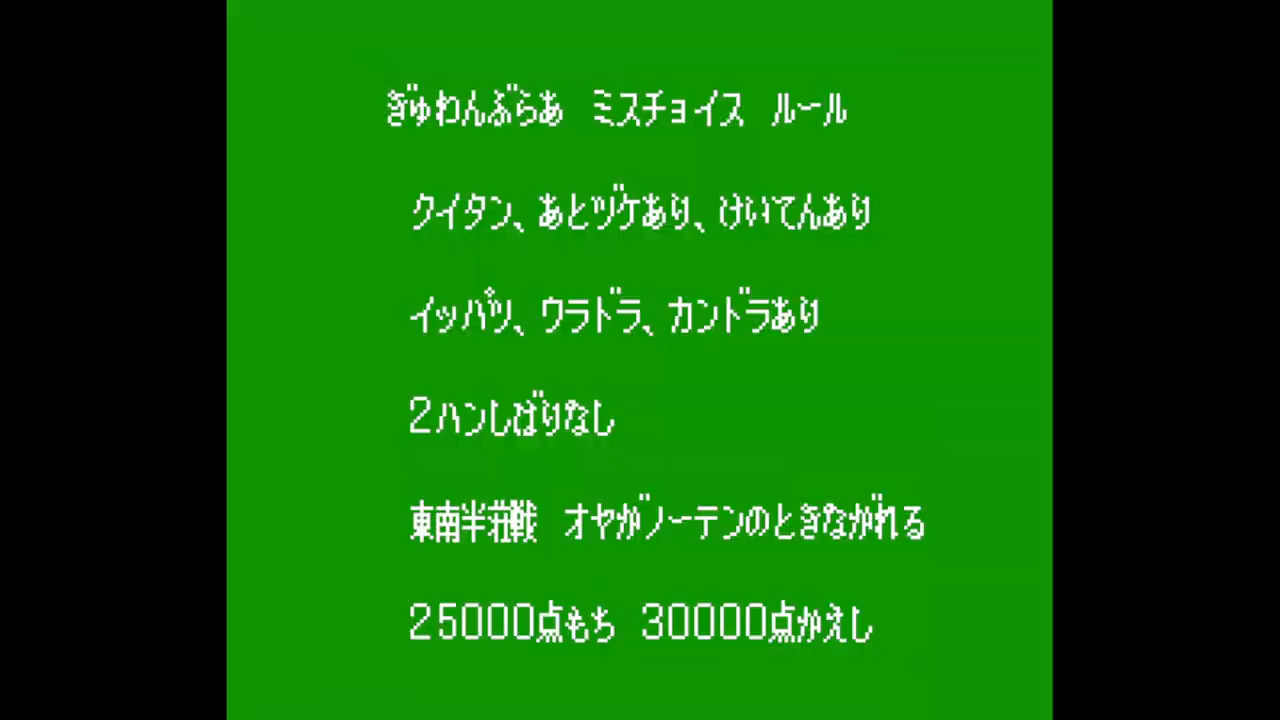 ぎゅわんぶらあ ミスチョイス ルール
クイタン、あとヅケあり、けいてんあり
イッパツ、ウラドラ、カンドラあり
2ハンしばりなし
東南半荘戦 オヤがノーテンのときながれる
25000点もち 30000点がえし